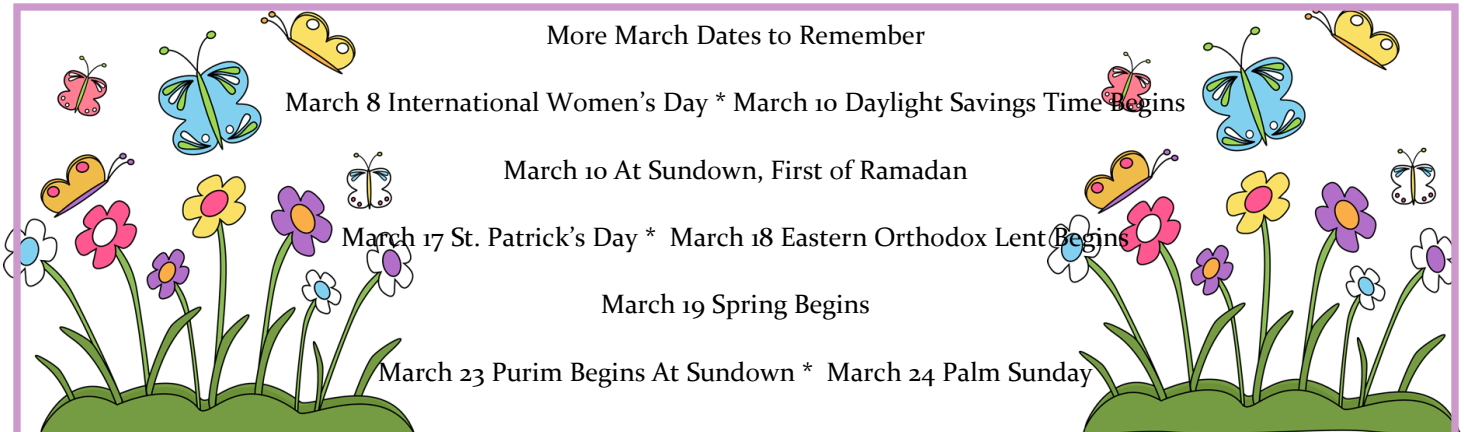 More March Dates to Remember
March 8 International Women's Day * March 10 Daylight Savings Time Begins
March 10 At Sundown, First of Ramadan
March 17 St. Patrick's Day *  March 18 Eastern Orthodox Lent Begins
March 19 Spring Begins
March 23 Purim Begins At Sundown *  March 24 Palm Sunday